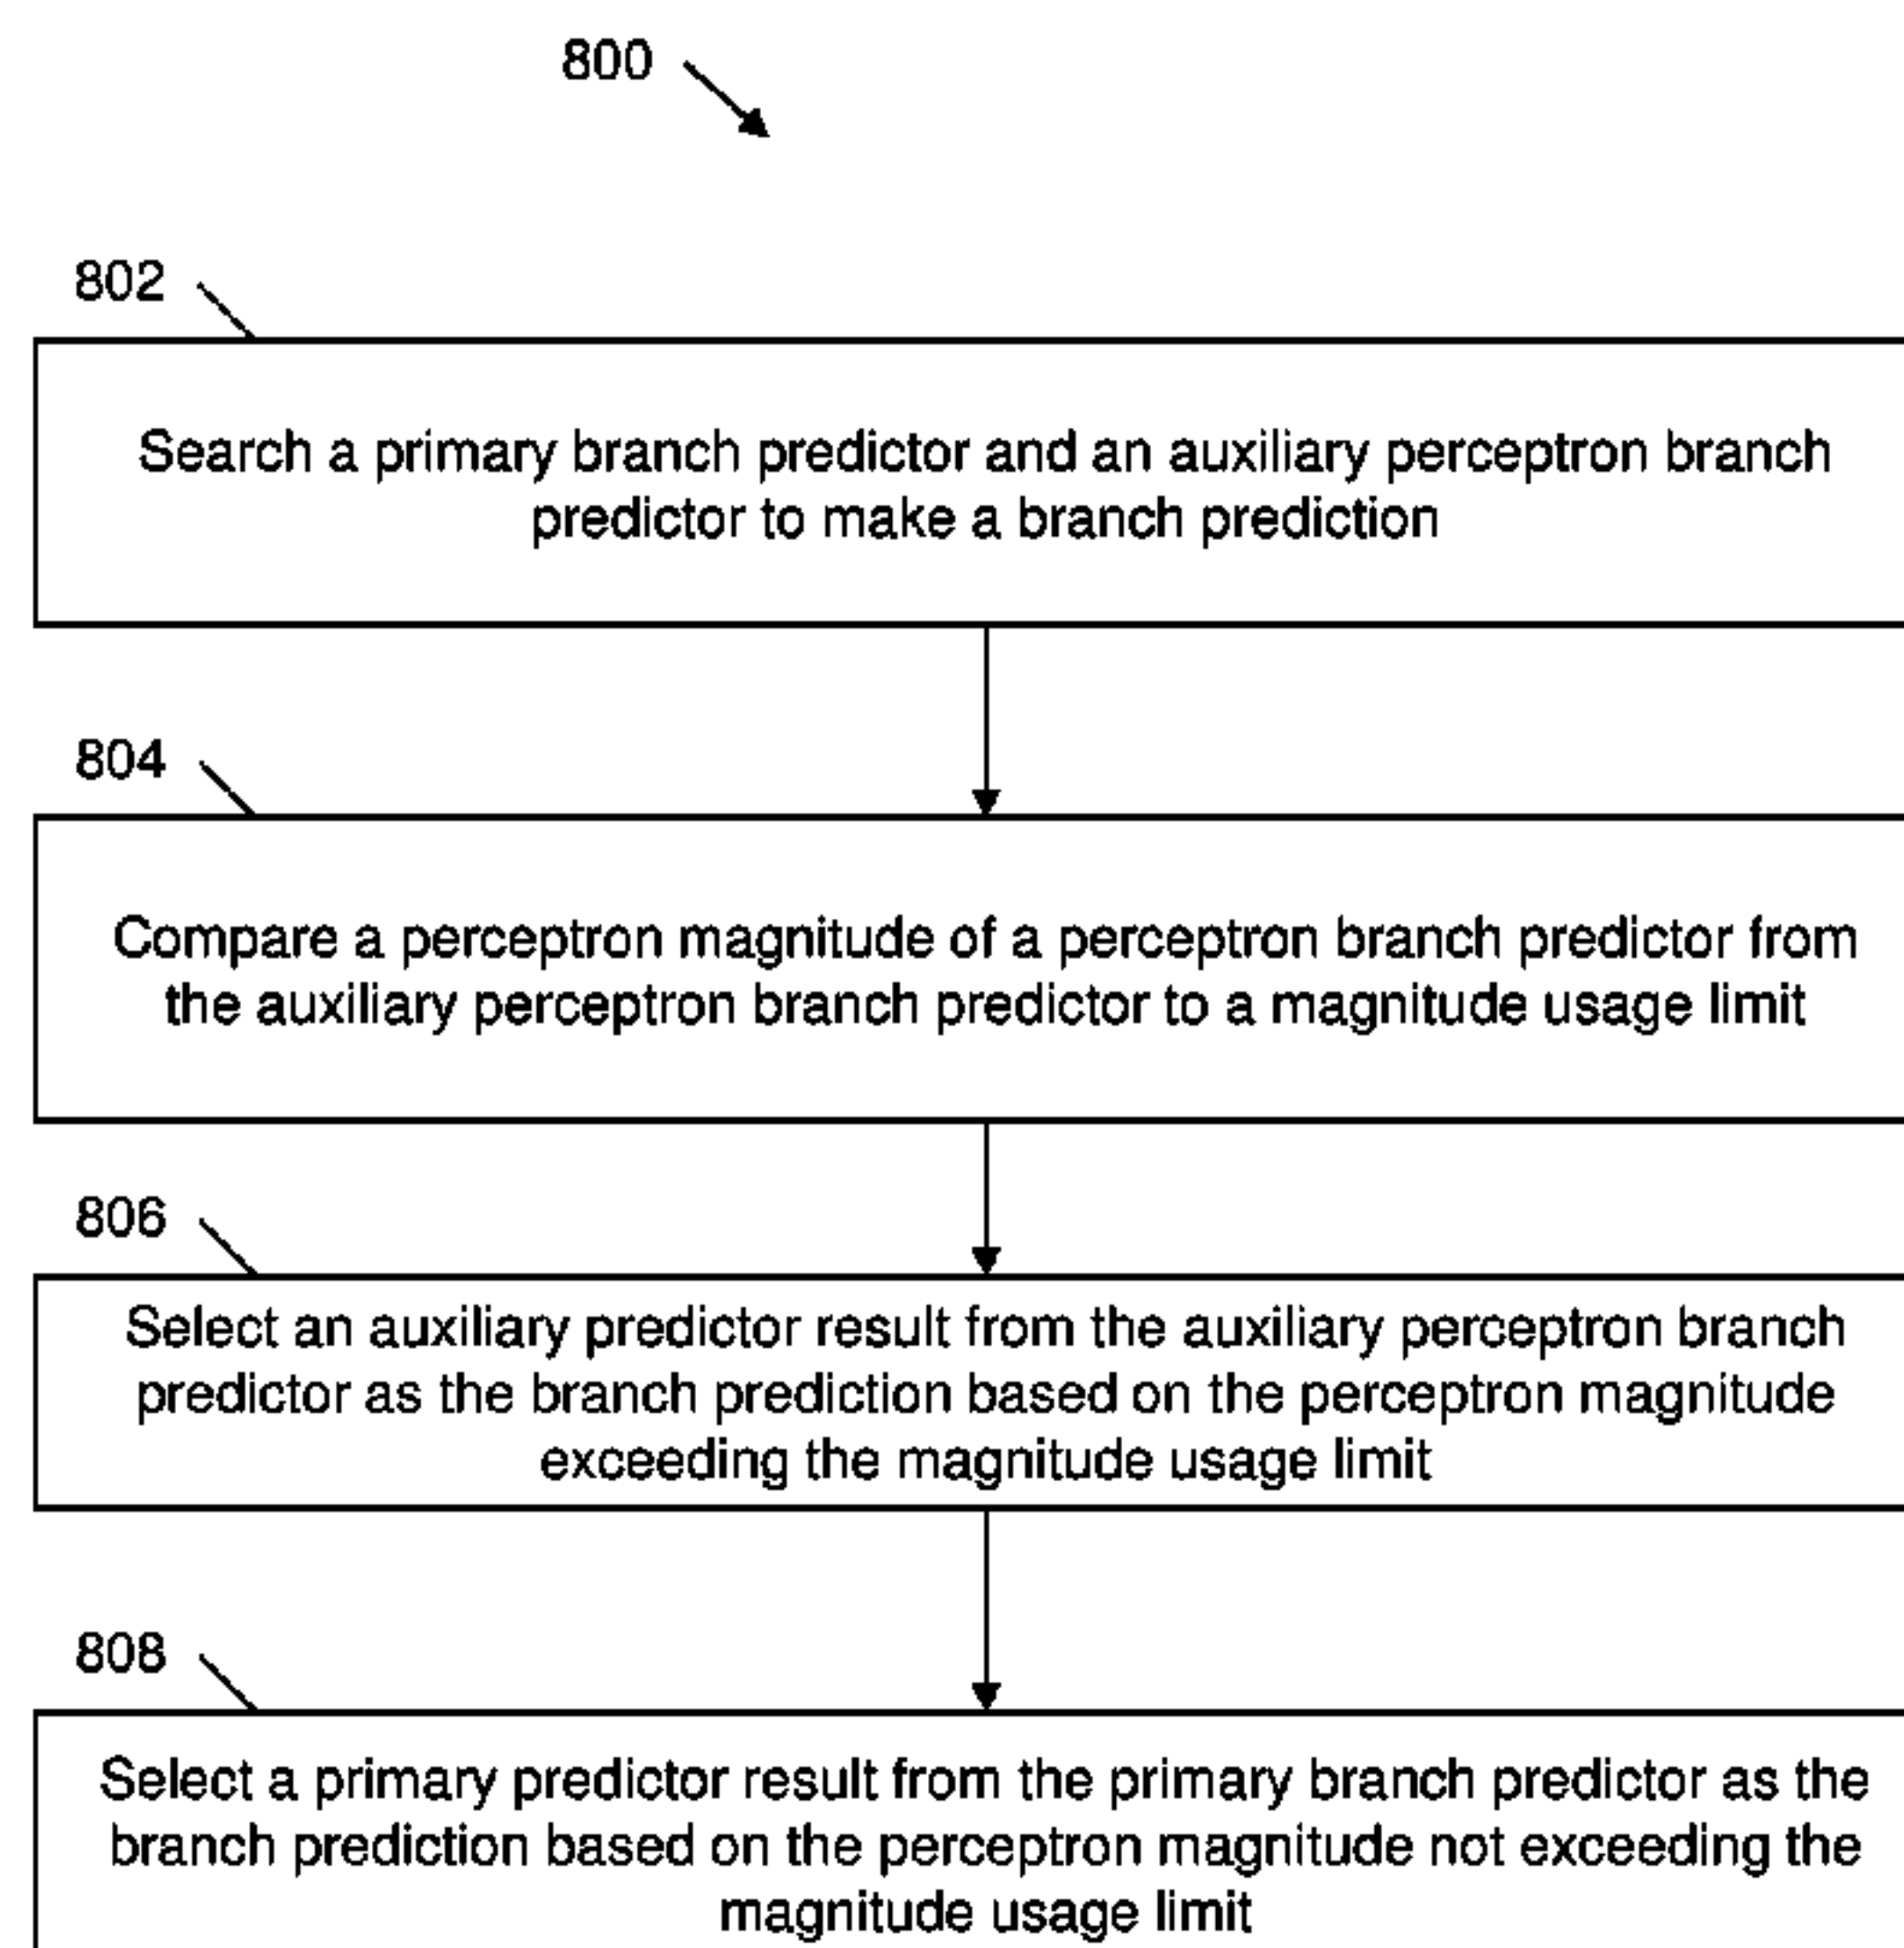 800
802
Search a primary branch predictor and an auxiliary perceptron branch
predictor to make a branch prediction
804
Compare a perceptron magnitude of a perceptron branch predictor from
the auxiliary perceptron branch predictor to a magnitude usage limit
806
Select an auxiliary predictor result from the auxiliary perceptron branch
predictor as the branch prediction based on the perceptron magnitude
exceeding the magnitude usage limit
808
Select a primary predictor result from the primary branch predictor as the
branch prediction based on the perceptron magnitude not exceeding the
magnitude usage limit